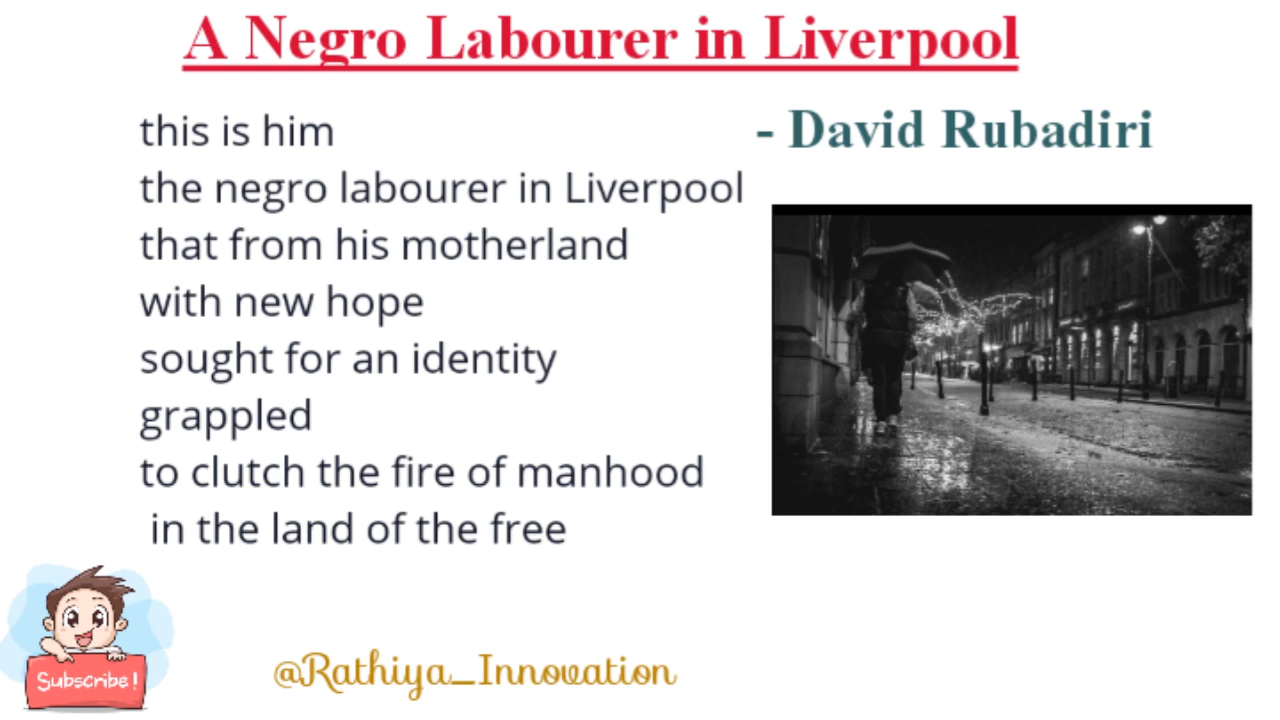 A Negro Labourer in Liverpool
- David Rubadiri
this is him
the negro labourer in Liverpool
that from his motherland
with new hope
sought for an identity
grappled
to clutch the fire of manhood
in the land of the free
Subscribe!
@Rathiya_Innovation